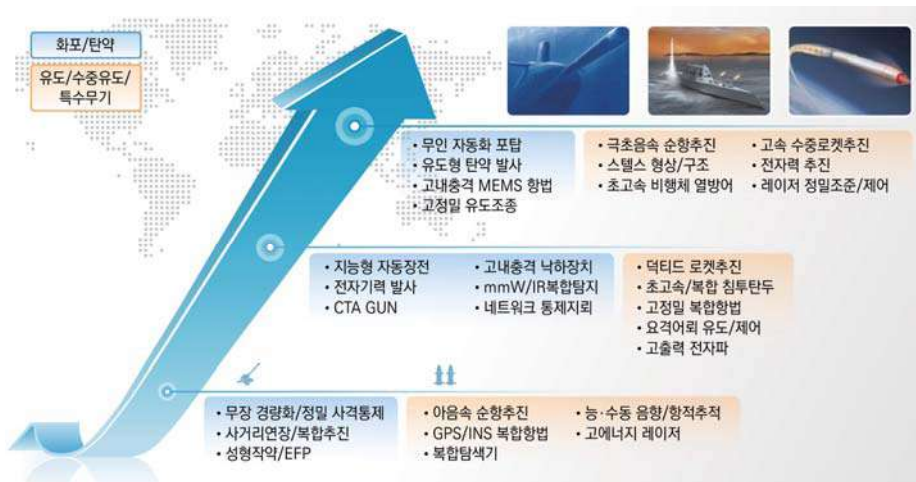 화포/탄약
유도/수중유도/
특수무기
• 무인 자동화 포탑
• 유도형 탄약 발사
• 고내충격 MEMS 항법
• 고정밀 유도조종
• 극초음속 순항추진
• 스텔스 형상/구조
• 초고속 비행체 열방어
• 고속 수중로켓추진
• 전자력 추진
• 레이저 정밀조준/제어
• 지능형 자동장전
• 전자기력 발사
• CTA GUN
• 고내충격 낙하장치
• mmW/IR복합탐지
• 네트워크 통제지뢰
• 덕티드 로켓추진
• 초고속/복합 침투탄두
• 고정밀 복합항법
• 요격어뢰 유도/제어
• 고출력 전자파
• 무장 경량화/정밀 사격통제
• 사거리연장/복합추진
• 성형작약/EFP
• 아음속 순항추진
• GPS/INS 복합항법
• 복합탐색기
• 능·수동 음향/항적추적
• 고에너지 레이저